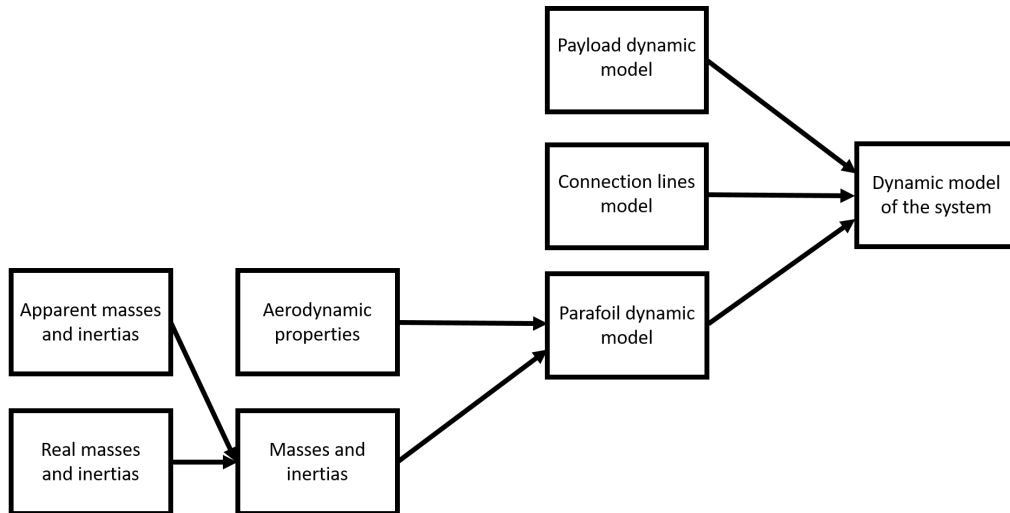 Payload dynamic
model
Connection lines
model
Dynamic model
of the system
Apparent masses
and inertias
Aerodynamic
properties
Parafoil dynamic
model
Real masses
and inertias
Masses and
inertias